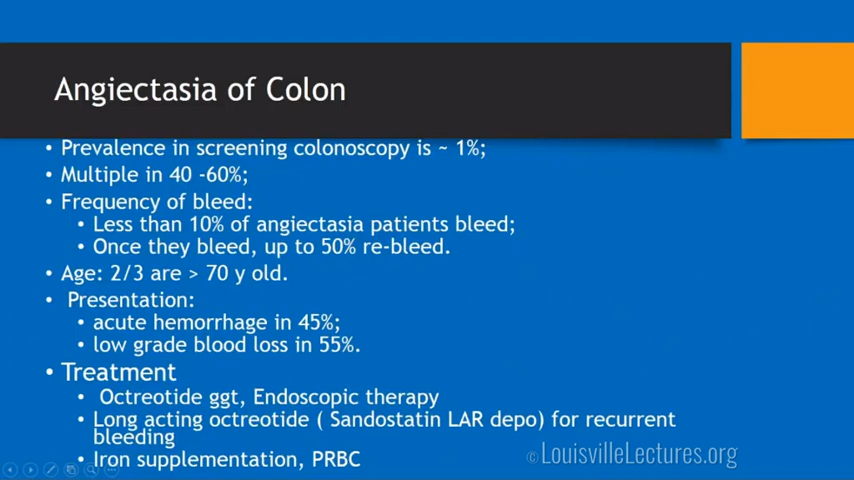 Angiectasia of Colon
• Prevalence in screening colonoscopy is ~ 1%;
• Multiple in 40 -60%;
• Frequency of bleed:
• Less than 10% of angiectasia patients bleed;
• Once they bleed, up to 50% re-bleed.
• Age: 2/3 are > 70 y old.
• Presentation:
• acute hemorrhage in 45%;
• low grade blood loss in 55%.
• Treatment
• Octreotide ggt, Endoscopic therapy
• Long acting octreotide ( Sandostatin LAR depo) for recurrent
bleeding
• Iron supplementation, PRBC
© LouisvilleLectures.org